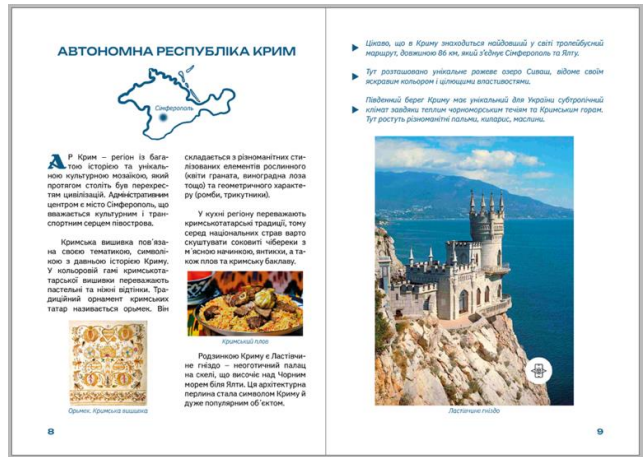 АВТОНОМНА РЕСПУБЛІКА КРИМ
Сімферополь
АР Крим – регіон із бага-
тою історією та унікаль-
ною культурною мозаїкою, який
протягом століть був перехрес-
тям цивілізацій. Адміністративним
центром є місто Сімферополь, що
вважається культурним і тран-
спортним серцем півострова.
Кримська вишивка пов’яза-
на своєю тематикою, символі-
кою з давньою історією Криму.
У кольоровій гамі кримськота-
тарської вишивки переважають
пастельні та ніжні відтінки. Тра-
диційний орнамент кримських
татар називається орьмек. Він
Орьмек. Кримська вишивка
складається з різноманітних сти-
лізованих елементів рослинного
(квіти граната, виноградна лоза
тощо) та геометричного характе-
ру (ромби, трикутники).
У кухні регіону переважають
кримськотатарські традиції, тому
серед національних страв варто
скуштувати соковиті чібереки з
м’ясною начинкою, янтикхи, а та-
кож плов та кримську баклаву.
Кримський плов
Родзинкою Криму є Ластівчи-
не гніздо – неоготичний палац
на скелі, що височіє над Чорним
морем біля Ялти. Ця архітектурна
перлина стала символом Криму й
дуже популярним об’єктом.
8
Цікаво, що в Криму знаходиться найдовший у світі тролейбусний
маршрут, довжиною 86 км, який з’єднує Сімферополь та Ялту.
Тут розташовано унікальне рожеве озеро Сиваш, відоме своїм
яскравим кольором і цілющими властивостями.
Південний берег Криму має унікальний для України субтропічний
клімат завдяки теплим чорноморським течіям та Кримським горам.
Тут ростуть різноманітні пальми, кипарис, маслини.
Ластівчине гніздо
9